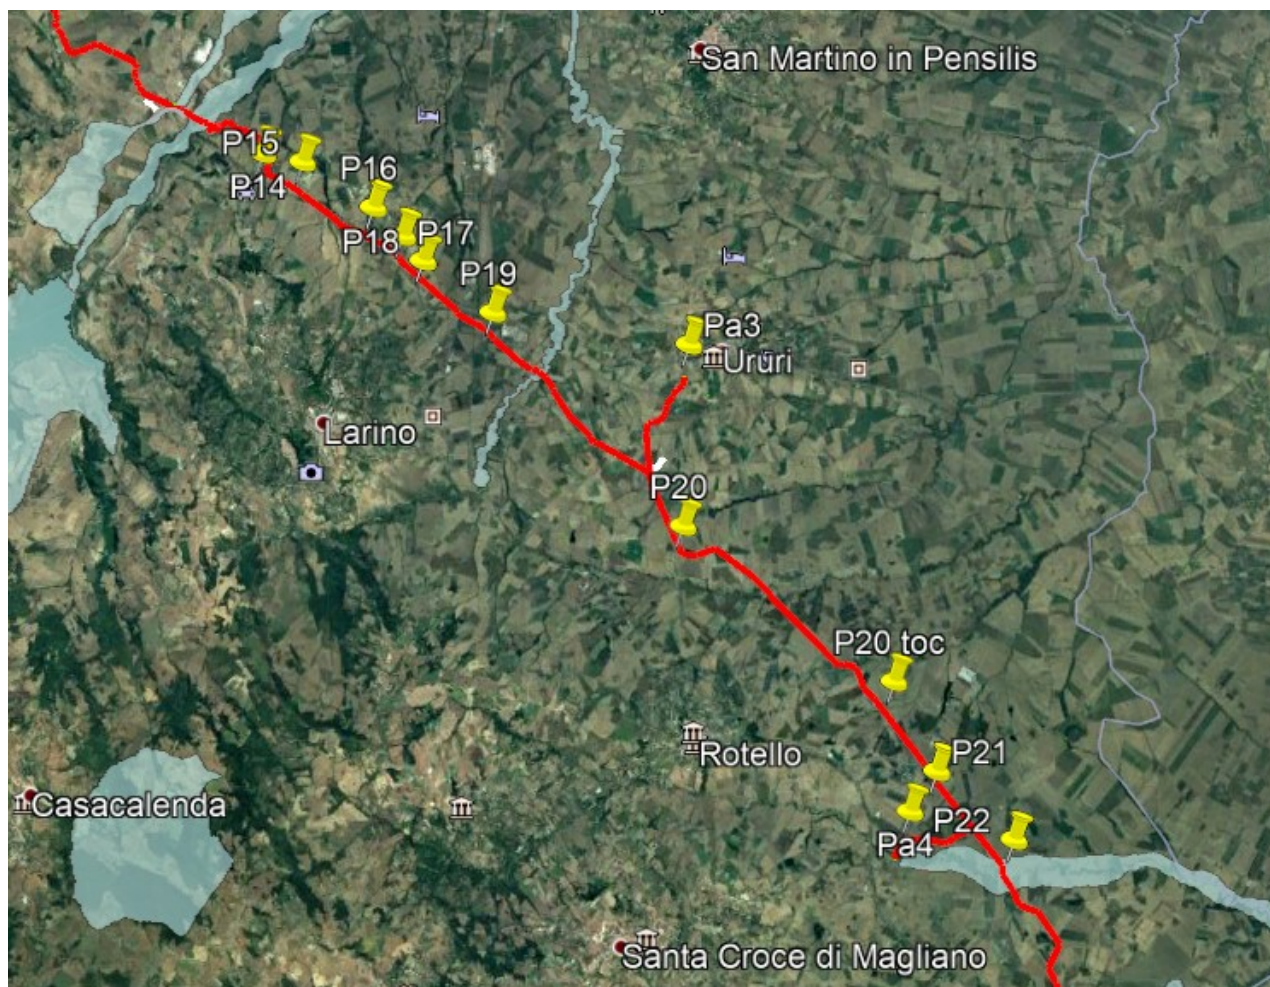 San Martino in Pensilis
P15
P16
P14
P18
P17
P19
Pa3
Ururi
Larino
P20
P20 toc
Rotello
P21
Casacalenda
P22
Pa4
Santa Croce di Magliano